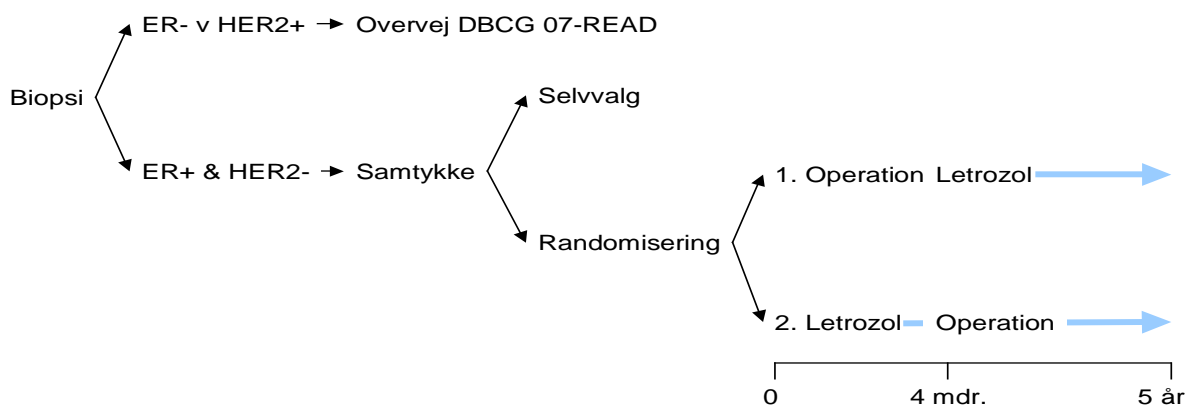 ER- v HER2+ Overvej DBCG 07-READ
Biopsi
Selvvalg
ER+ & HER2- Samtykke
1. Operation Letrozol
Randomisering
2. Letrozol Operation
0 4 mdr. 5 år